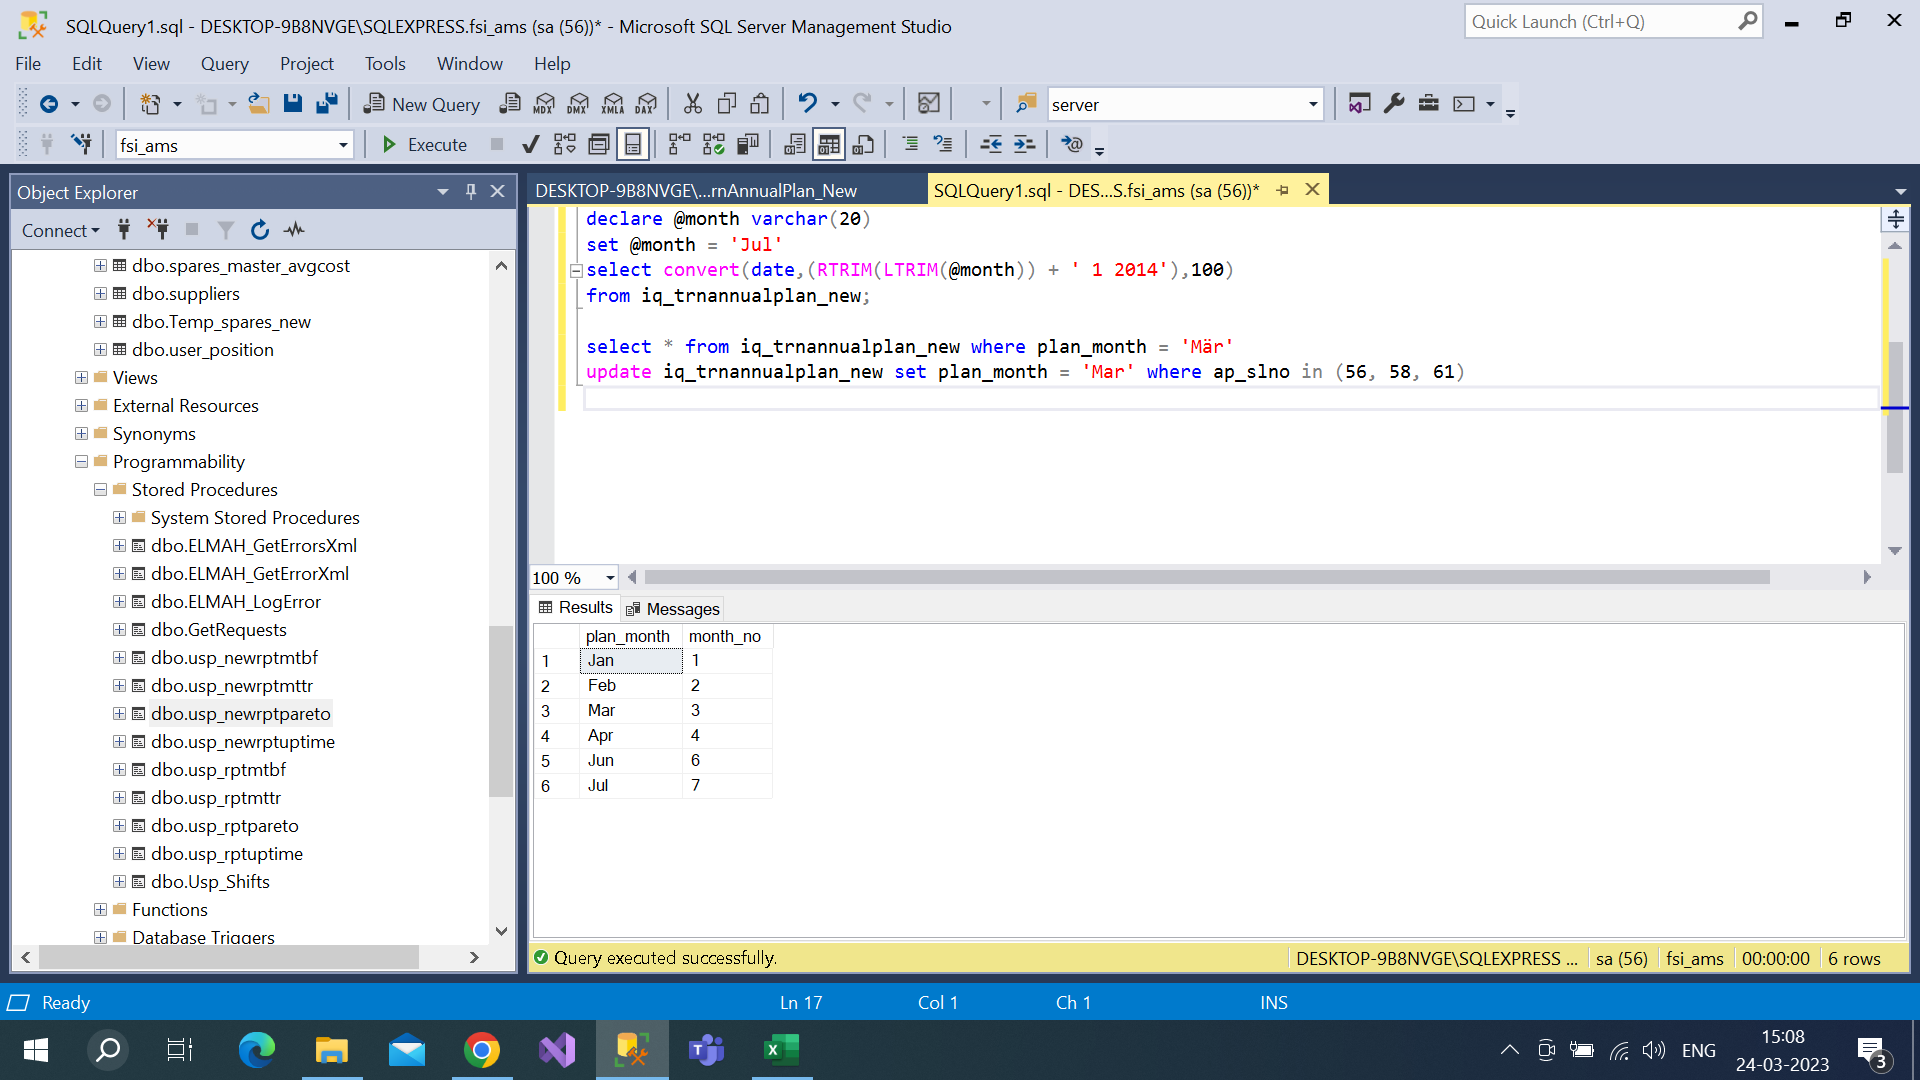 SQLQuery1.sql - DESKTOP-9B8NVGE\SQLEXPRESS.fsi_ams (sa (56))* - Microsoft SQL Server Management Studio
Quick Launch (Ctrl+Q)
File Edit View Query Project Tools Window Help
New Query MDX DMX XMLA DAX server
fsi_ams Execute
Object Explorer
Connect
dbo.spares_master_avgcost
dbo.suppliers
dbo.Temp_spares_new
dbo.user_position
Views
External Resources
Synonyms
Programmability
Stored Procedures
System Stored Procedures
dbo.ELMAH_GetErrorsXml
dbo.ELMAH_GetErrorXml
dbo.ELMAH_LogError
dbo.GetRequests
dbo.usp_newrptmtbf
dbo.usp_newrptmttr
dbo.usp_newrptpareto
dbo.usp_newrptuptime
dbo.usp_rptmtbf
dbo.usp_rptmttr
dbo.usp_rptpareto
dbo.usp_rptuptime
dbo.Usp_Shifts
Functions
Database Triggers
DESKTOP-9B8NVGE\...rnAnnualPlan_New
SQLQuery1.sql - DES...S.fsi_ams (sa (56))*
declare @month varchar(20)
set @month = 'Jul'
select convert(date,(RTRIM(LTRIM(@month)) + ' 1 2014'),100)
from iq_trnannualplan_new;
select * from iq_trnannualplan_new where plan_month = 'Mär'
update iq_trnannualplan_new set plan_month = 'Mar' where ap_slno in (56, 58, 61)
100 %
Results Messages
plan_month month_no
1 Jan 1
2 Feb 2
3 Mar 3
4 Apr 4
5 Jun 6
6 Jul 7
Query executed successfully.
DESKTOP-9B8NVGE\SQLEXPRESS ... sa (56) fsi_ams 00:00:00 6 rows
Ready Ln 17 Col 1 Ch 1 INS
ENG
15:08
24-03-2023
3